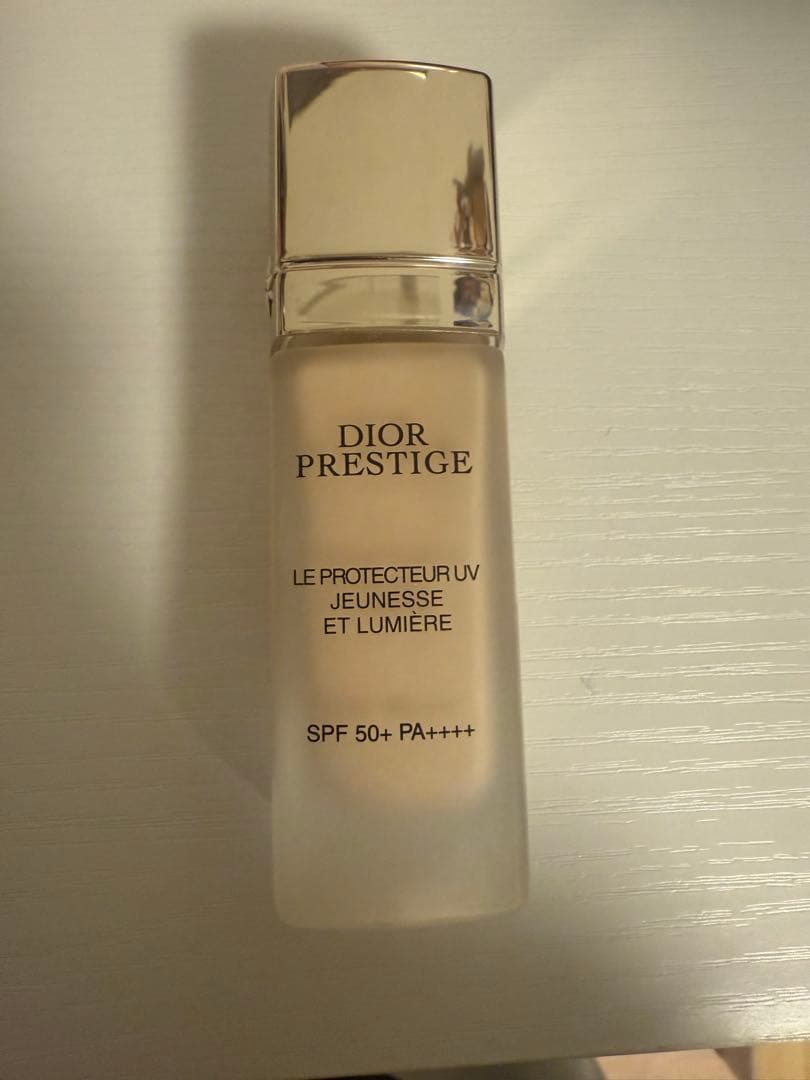 DIOR
PRESTIGE
LE PROTECTEUR UV
JEUNESSE
ET LUMIÈRE
SPF 50+ PA++++